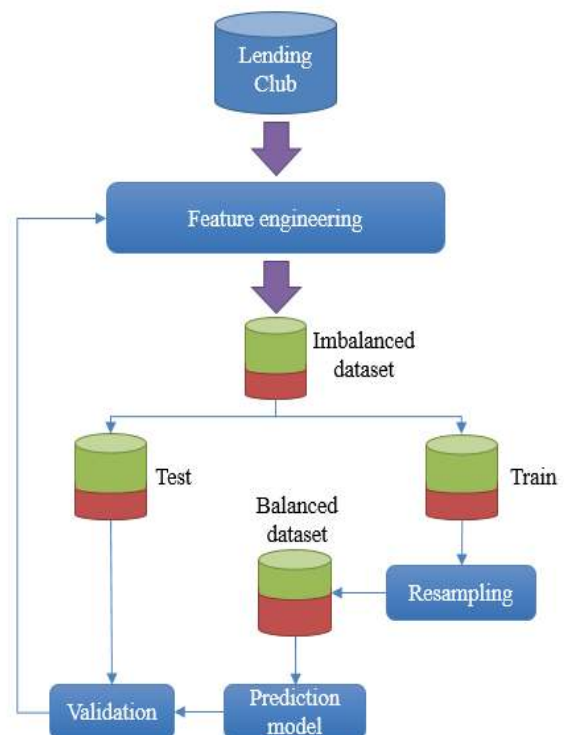 Lending
Club
Feature engineering
Imbalanced
dataset
Test
Train
Balanced
dataset
Resampling
Validation
Prediction
model